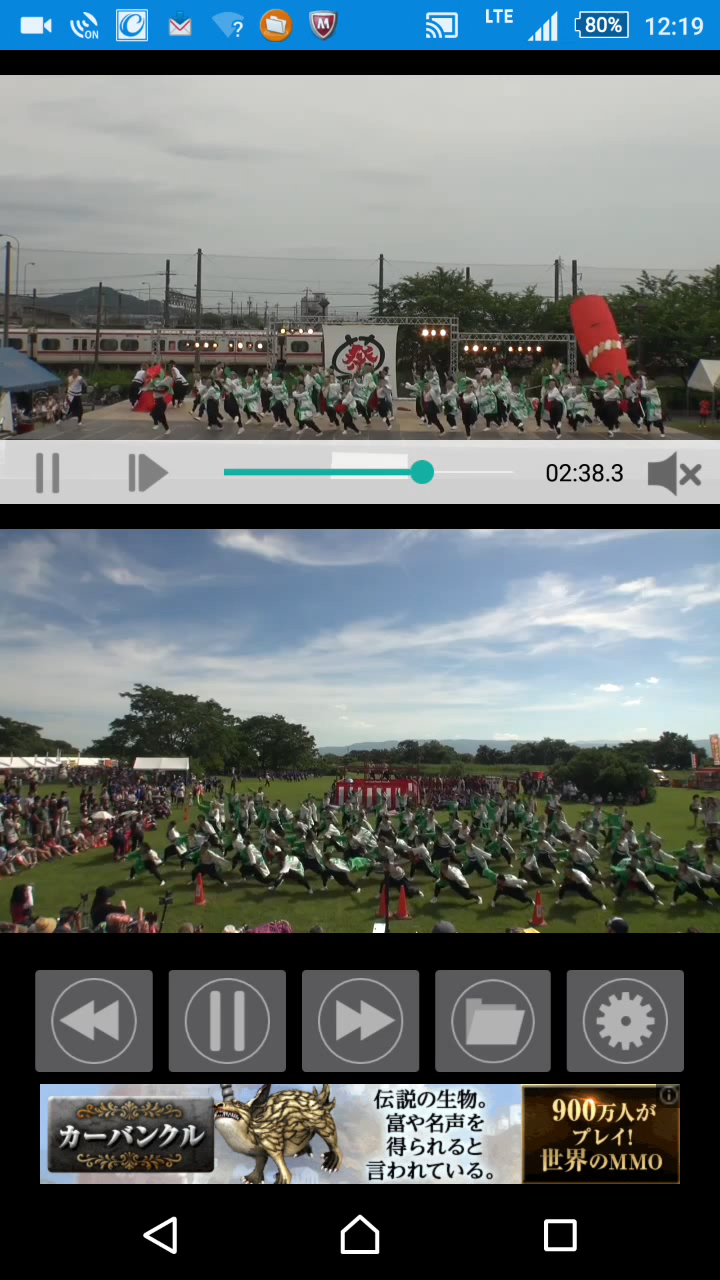 ON
?
LTE
80%
12:19
02:38.3
カーバンクル
伝説の生物。
富や名声を
得られると
言われている。
900万人が
プレイ!
世界のMMO